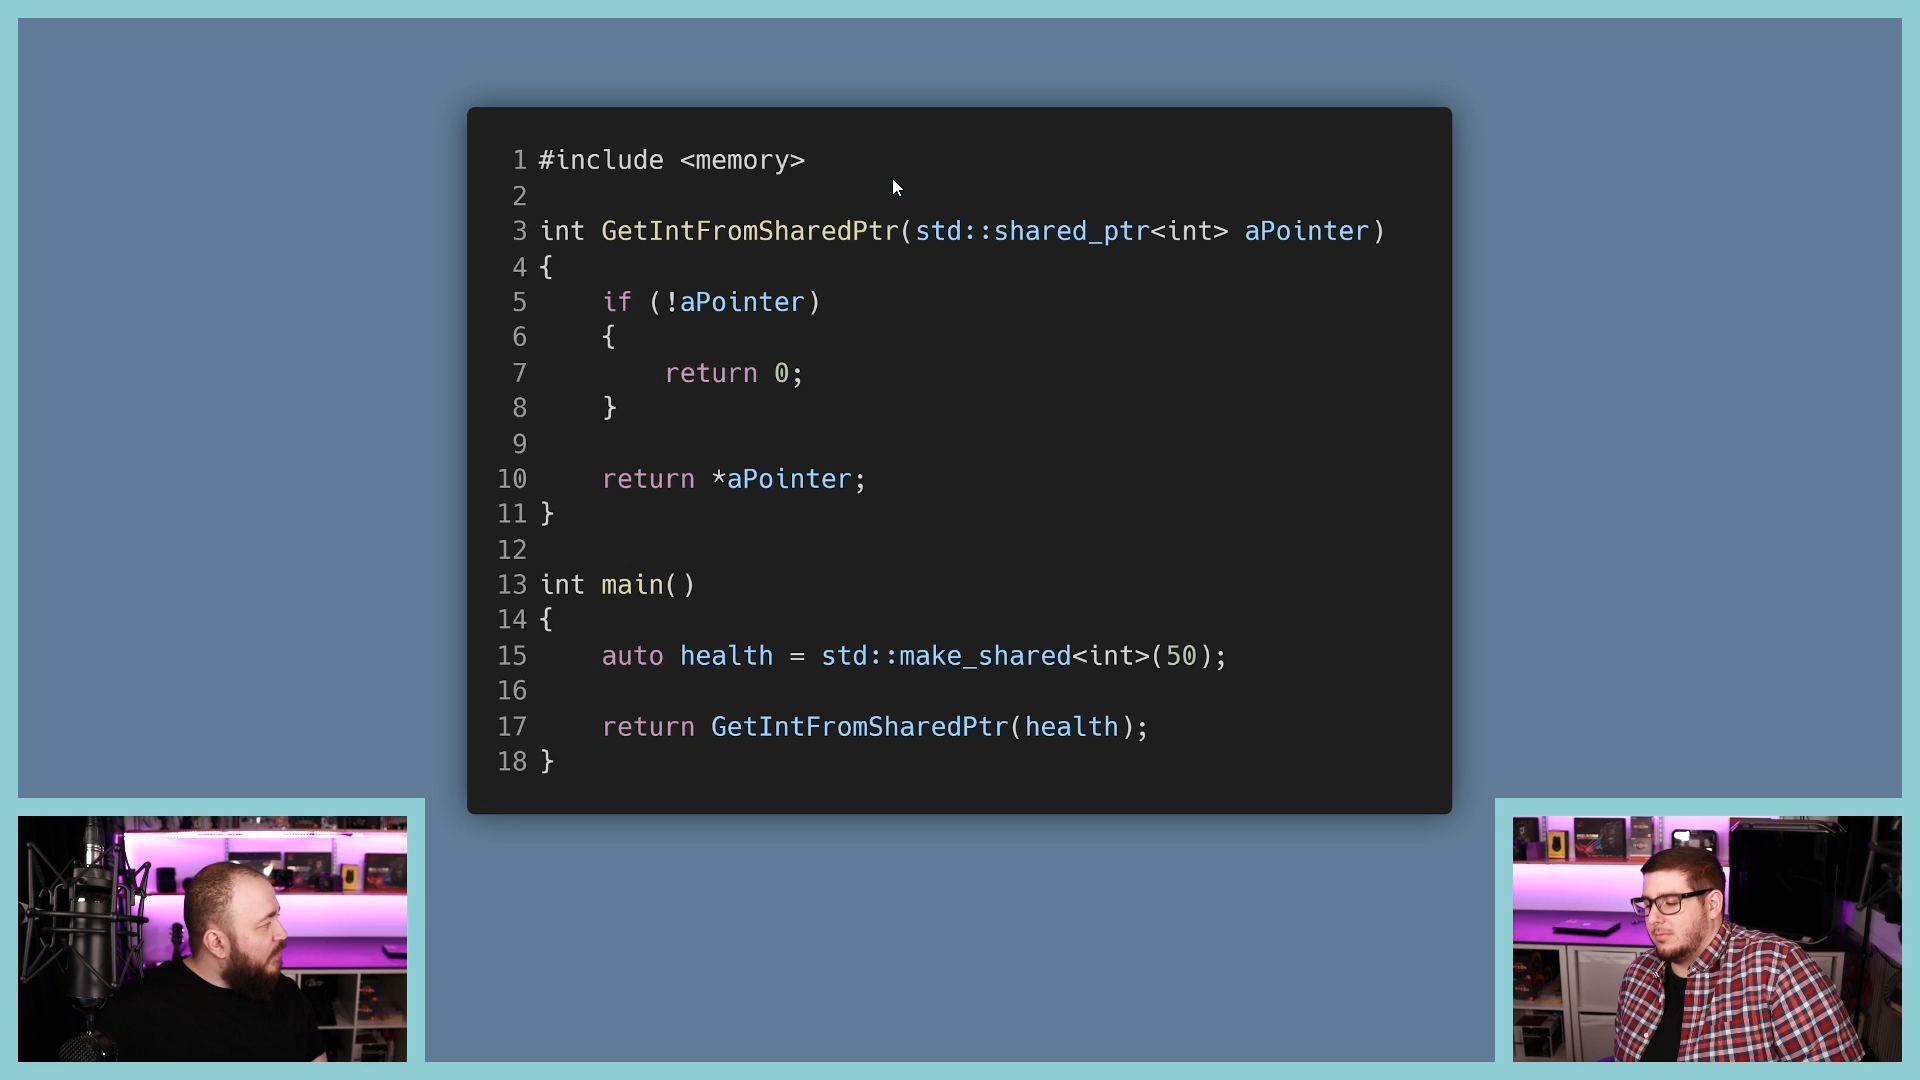 1 #include <memory>
2
3 int GetIntFromSharedPtr(std::shared_ptr<int> aPointer)
4 {
5     if (!aPointer)
6     {
7         return 0;
8     }
9
10     return *aPointer;
11 }
12
13 int main()
14 {
15     auto health = std::make_shared<int>(50);
16
17     return GetIntFromSharedPtr(health);
18 }